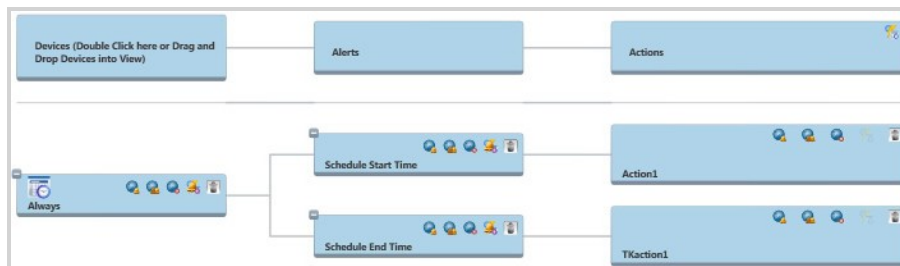 Devices (Double Click here or Drag and
Drop Devices into View)
Alerts
Actions
Schedule Start Time
Action1
Always
Schedule End Time
TKaction1